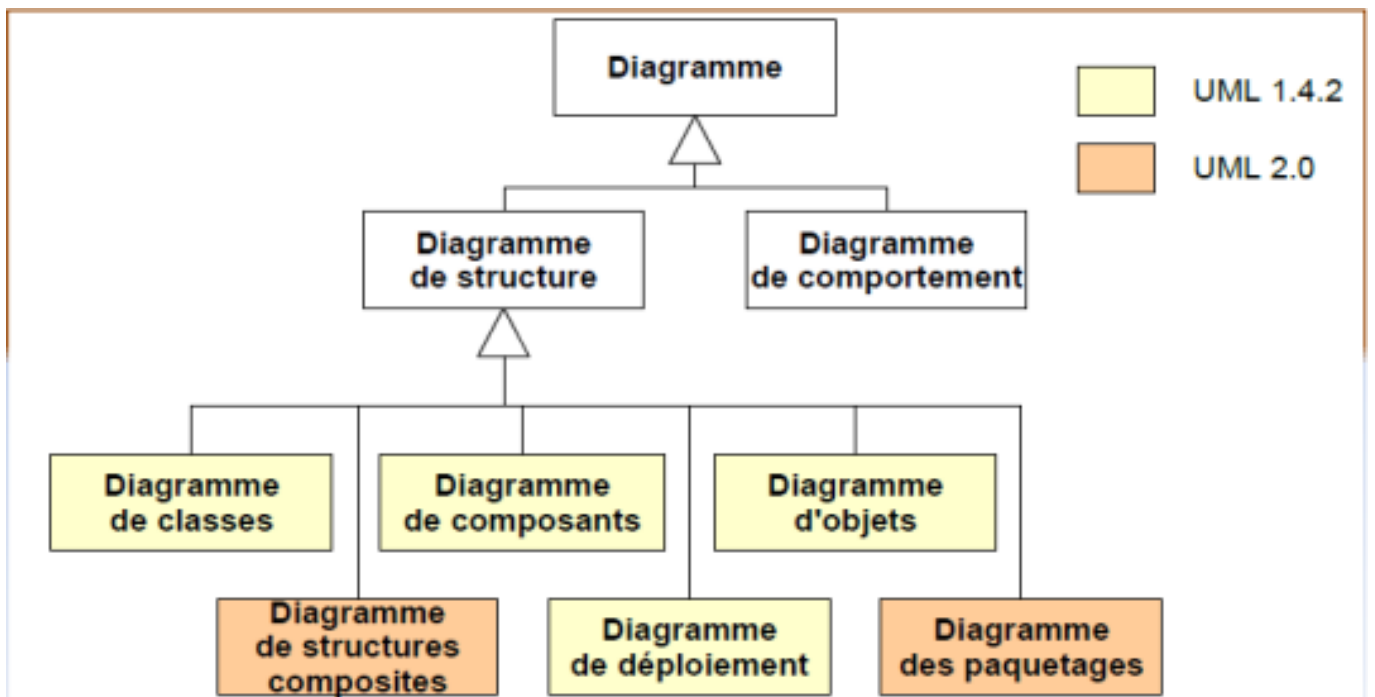 Diagramme
UML 1.4.2
UML 2.0
Diagramme
de structure
Diagramme
de comportement
Diagramme
de classes
Diagramme
de composants
Diagramme
d'objets
Diagramme
de structures
composites
Diagramme
de déploiement
Diagramme
des paquetages